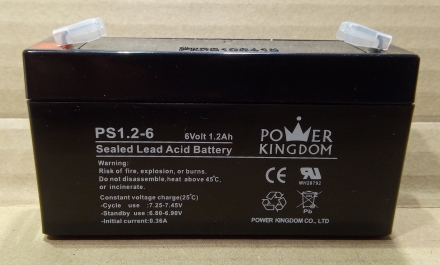 PS1.2-6
6Volt 1.2Ah
Sealed Lead Acid Battery
Warning:
Risk of fire, explosion, or burns.
Do not disassemble,heat above 45℃,
or incinerate.
Constant voltage charge(25℃)
-Cycle use :7.25-7.45V
-Standby use :6.80-6.90V
-Initial current:0.36A
POWER
KINGDOM
CE
MH28792
Pb
POWER KINGDOM CO., LTD